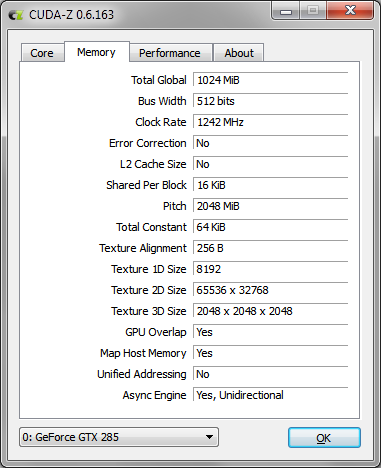 CUDA-Z 0.6.163
Core Memory Performance About
Total Global 1024 MiB
Bus Width 512 bits
Clock Rate 1242 MHz
Error Correction No
L2 Cache Size No
Shared Per Block 16 KiB
Pitch 2048 MiB
Total Constant 64 KiB
Texture Alignment 256 B
Texture 1D Size 8192
Texture 2D Size 65536 x 32768
Texture 3D Size 2048 x 2048 x 2048
GPU Overlap Yes
Map Host Memory Yes
Unified Addressing No
Async Engine Yes, Unidirectional
0: GeForce GTX 285 OK